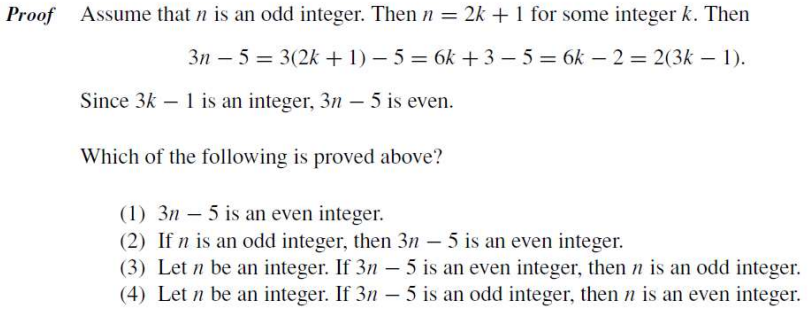 Proof Assume that n is an odd integer. Then n = 2k + 1 for some integer k. Then
3n − 5 = 3(2k + 1) − 5 = 6k + 3 − 5 = 6k − 2 = 2(3k − 1).
Since 3k − 1 is an integer, 3n − 5 is even.
Which of the following is proved above?
(1) 3n − 5 is an even integer.
(2) If n is an odd integer, then 3n − 5 is an even integer.
(3) Let n be an integer. If 3n − 5 is an even integer, then n is an odd integer.
(4) Let n be an integer. If 3n − 5 is an odd integer, then n is an even integer.